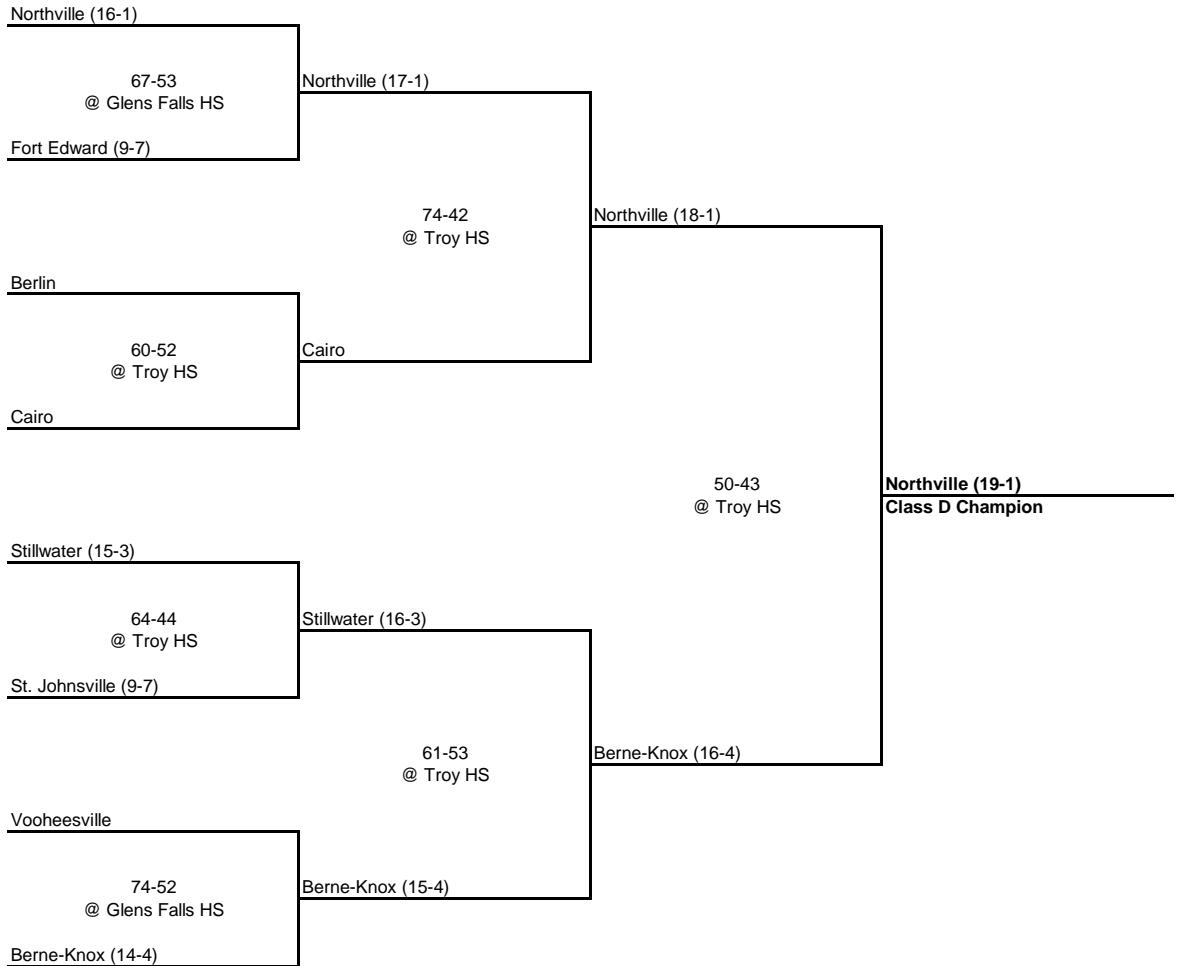 Northville (16-1)
67-53
@ Glens Falls HS
Northville (17-1)
Fort Edward (9-7)
74-42
@ Troy HS
Northville (18-1)
Berlin
60-52
@ Troy HS
Cairo
Cairo
50-43
@ Troy HS
Northville (19-1)
Class D Champion
Stillwater (15-3)
64-44
@ Troy HS
Stillwater (16-3)
St. Johnsville (9-7)
61-53
@ Troy HS
Berne-Knox (16-4)
Vooheesville
74-52
@ Glens Falls HS
Berne-Knox (15-4)
Berne-Knox (14-4)